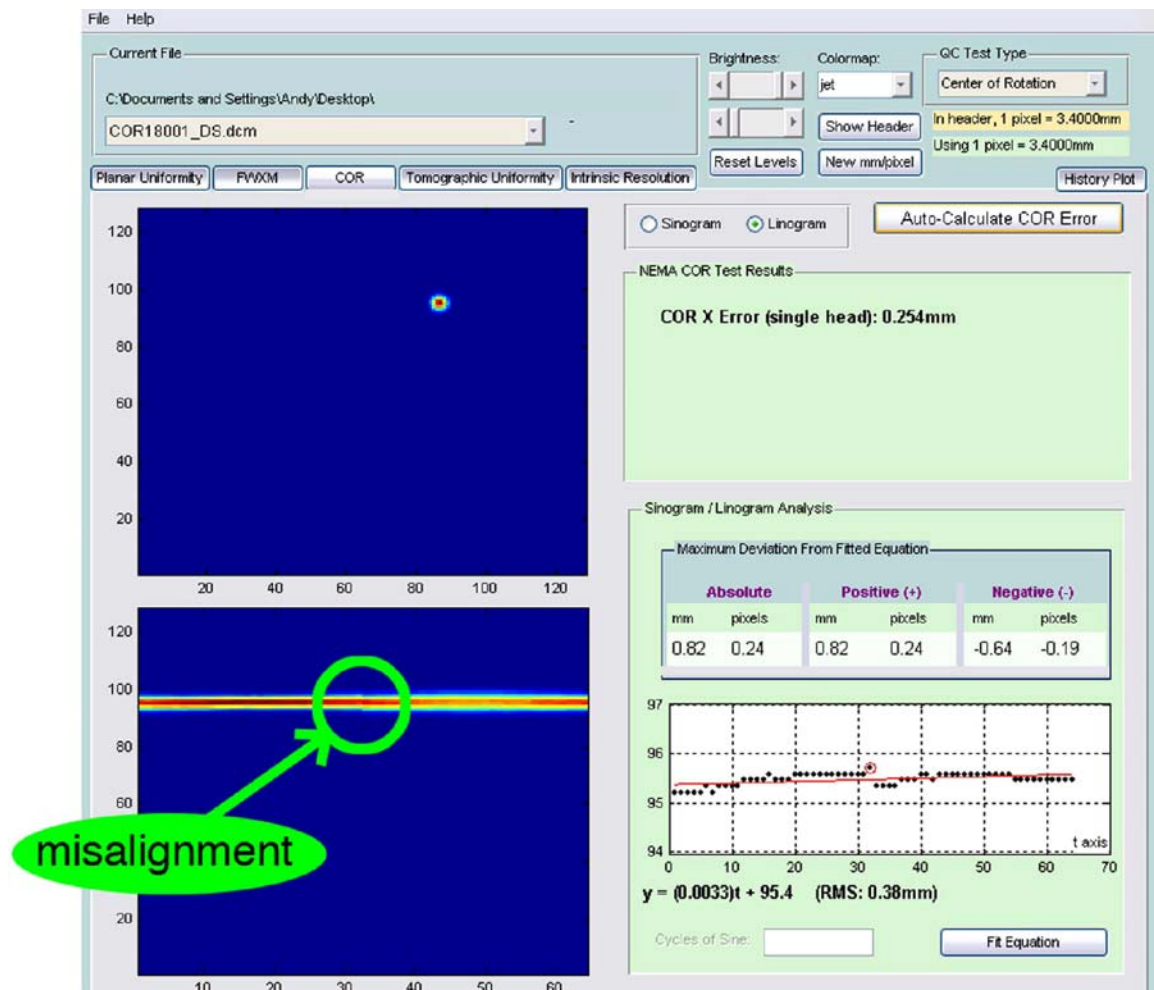 File Help
Current File
C:\Documents and Settings\Andy\Desktop\
COR18001_DS.dcm
-
Brightness:
Reset Levels
Colormap:
jet
Show Header
New mm/pixel
QC Test Type
Center of Rotation
In header, 1 pixel = 3.4000mm
Using 1 pixel = 3.4000mm
Planar Uniformity FWXM COR Tomographic Uniformity Intrinsic Resolution History Plot
120
100
80
60
40
20
20 40 60 80 100 120
Sinogram Linogram Auto-Calculate COR Error
NEMA COR Test Results
COR X Error (single head): 0.254mm
120
100
80
60
20
10 20 30 40 50 60
misalignment
Sinogram / Linogram Analysis
Maximum Deviation From Fitted Equation
Absolute Positive (+) Negative (-)
mm pixels mm pixels mm pixels
0.82 0.24 0.82 0.24 -0.64 -0.19
97
96
95
94
t axis
0 10 20 30 40 50 60 70
y = (0.0033)t + 95.4 (RMS: 0.38mm)
Cycles of Sine: Fit Equation